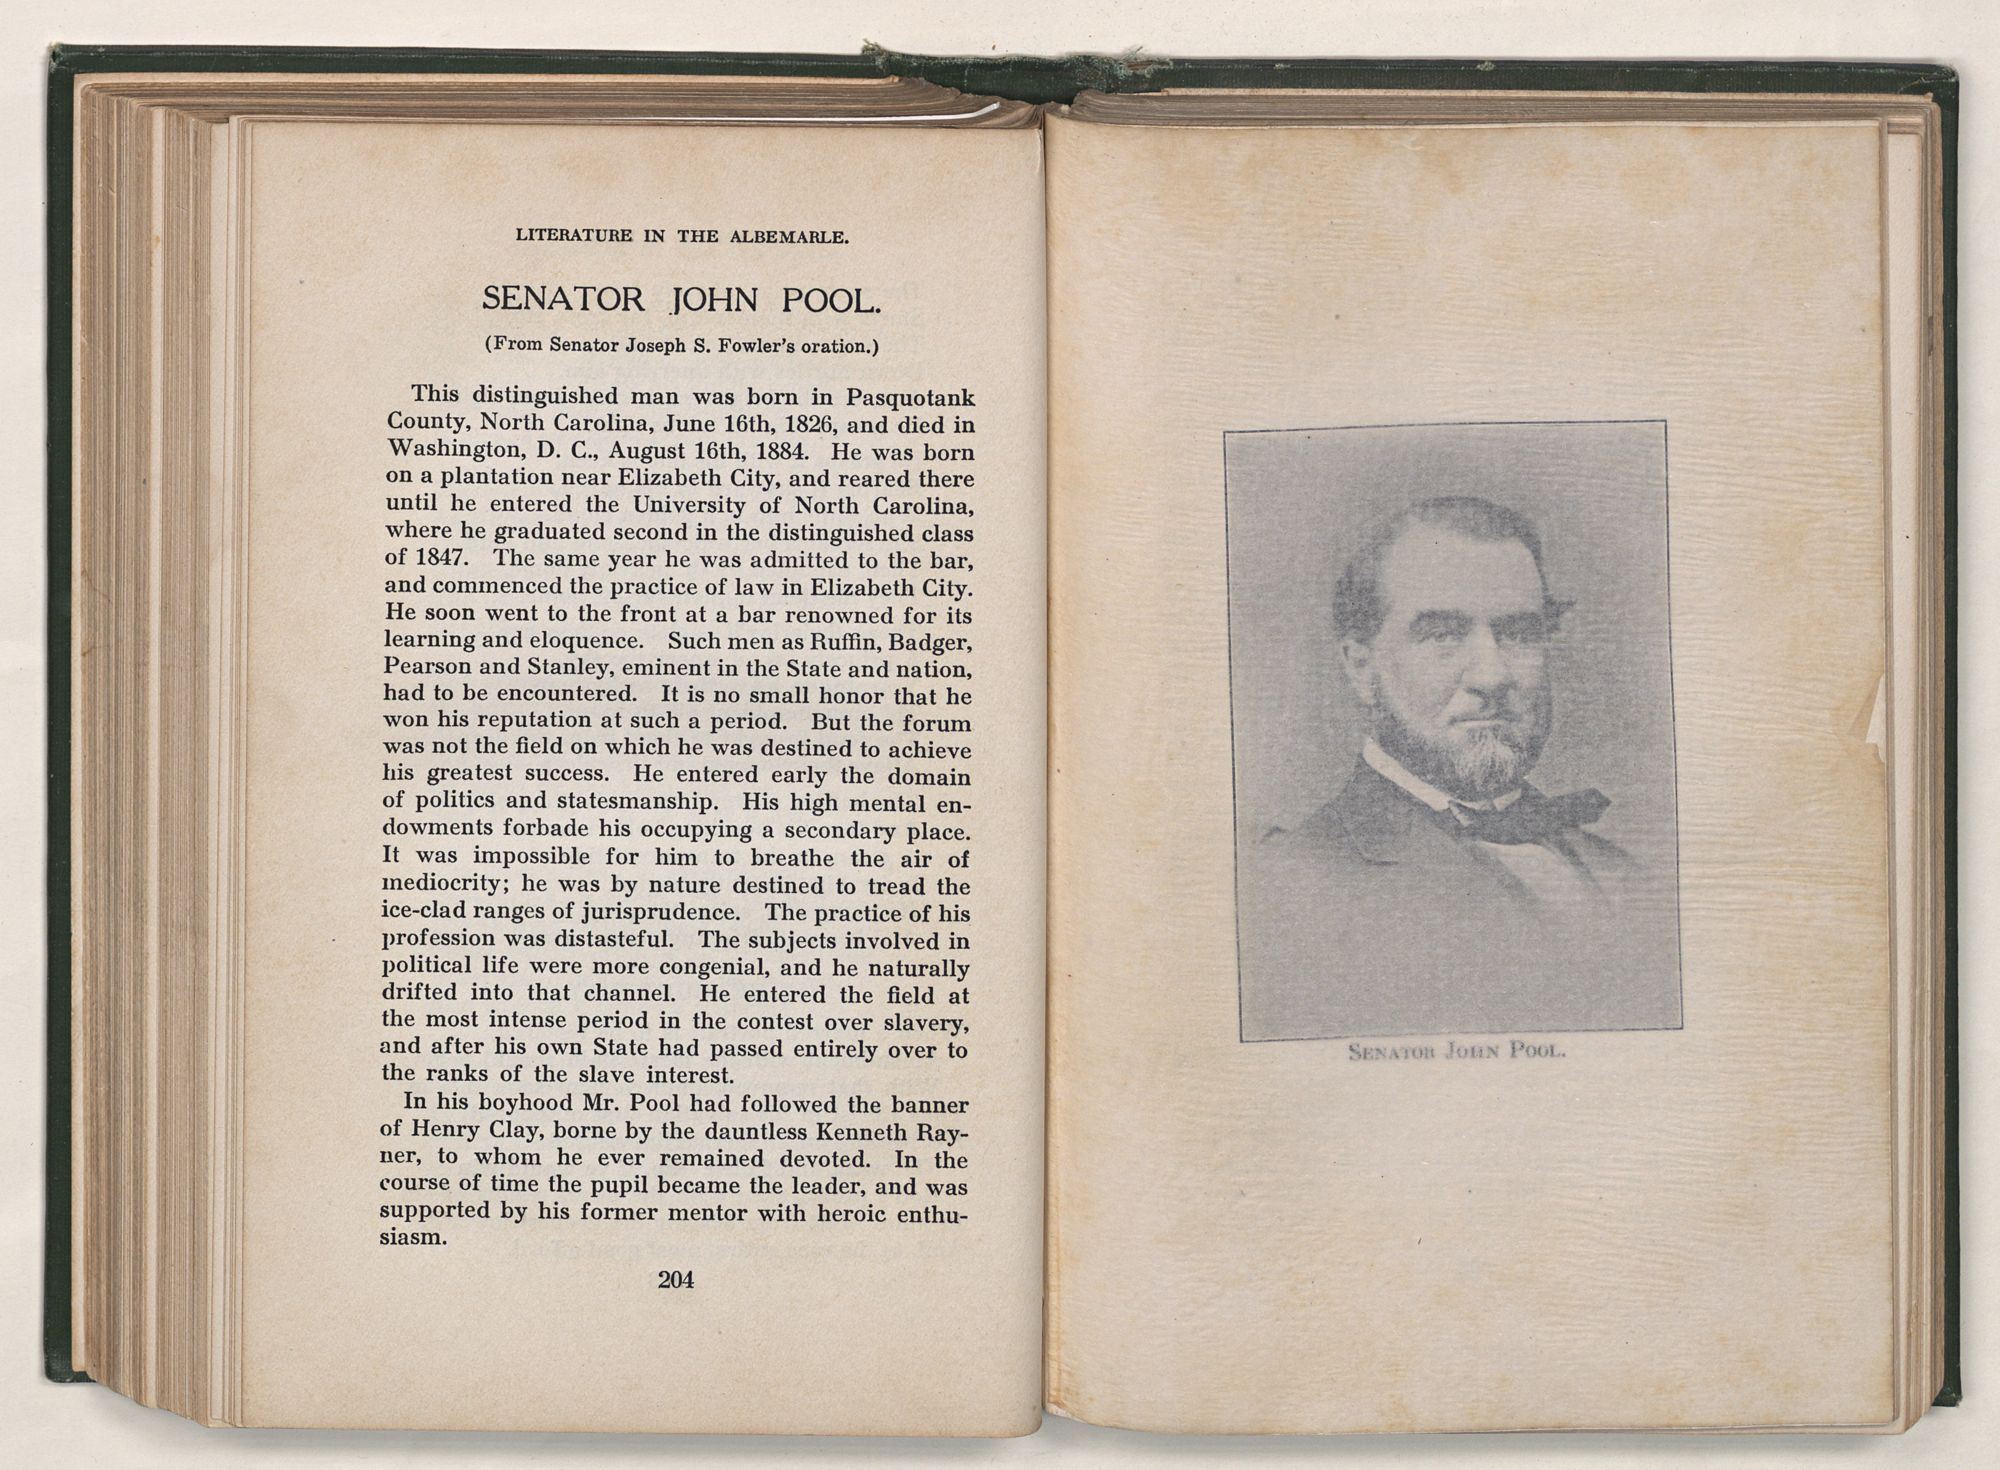 LITERATURE IN THE ALBEMARLE.
SENATOR JOHN POOL.
(From Senator Joseph S. Fowler's oration.)
This distinguished man was born in Pasquotank
County, North Carolina, June 16th, 1826, and died in
Washington, D. C., August 16th, 1884. He was born
on a plantation near Elizabeth City, and reared there
until he entered the University of North Carolina,
where he graduated second in the distinguished class
of 1847. The same year he was admitted to the bar,
and commenced the practice of law in Elizabeth City.
He soon went to the front at a bar renowned for its
learning and eloquence. Such men as Ruffin, Badger,
Pearson and Stanley, eminent in the State and nation,
had to be encountered. It is no small honor that he
won his reputation at such a period. But the forum
was not the field on which he was destined to achieve
his greatest success. He entered early the domain
of politics and statesmanship. His high mental en-
dowments forbade his occupying a secondary place.
It was impossible for him to breathe the air of
mediocrity; he was by nature destined to tread the
ice-clad ranges of jurisprudence. The practice of his
profession was distasteful. The subjects involved in
political life were more congenial, and he naturally
drifted into that channel. He entered the field at
the most intense period in the contest over slavery,
and after his own State had passed entirely over to
the ranks of the slave interest.
In his boyhood Mr. Pool had followed the banner
of Henry Clay, borne by the dauntless Kenneth Ray-
ner, to whom he ever remained devoted. In the
course of time the pupil became the leader, and was
supported by his former mentor with heroic enthu-
siasm.
204
SENATOR JOHN POOL.